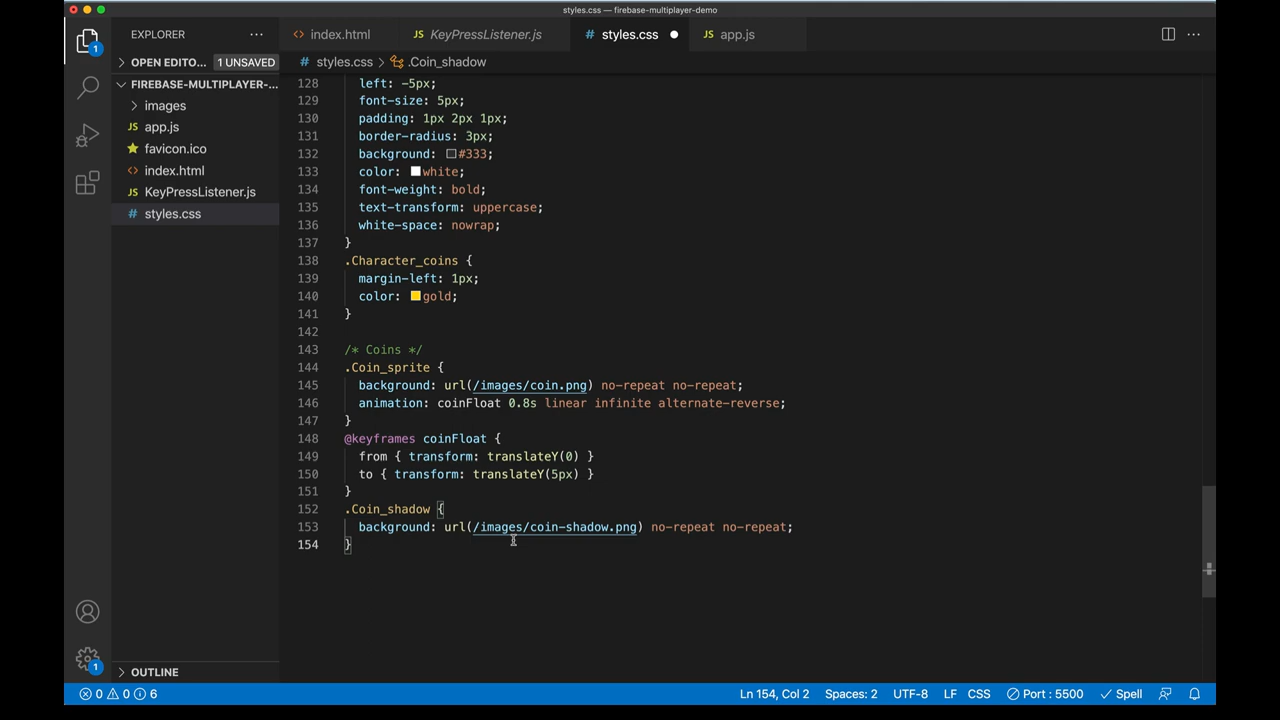 styles.css — firebase-multiplayer-demo
EXPLORER
OPEN EDITO... 1 UNSAVED
FIREBASE-MULTIPLAYER-...
images
app.js
favicon.ico
index.html
KeyPressListener.js
styles.css
OUTLINE
1
1
index.html KeyPressListener.js styles.css app.js
styles.css > .Coin_shadow
128 left: -5px;
129 font-size: 5px;
130 padding: 1px 2px 1px;
131 border-radius: 3px;
132 background: #333;
133 color: white;
134 font-weight: bold;
135 text-transform: uppercase;
136 white-space: nowrap;
137 }
138 .Character_coins {
139 margin-left: 1px;
140 color: gold;
141 }
142
143 /* Coins */
144 .Coin_sprite {
145 background: url(/images/coin.png) no-repeat no-repeat;
146 animation: coinFloat 0.8s linear infinite alternate-reverse;
147 }
148 @keyframes coinFloat {
149 from { transform: translateY(0) }
150 to { transform: translateY(5px) }
151 }
152 .Coin_shadow {
153 background: url(/images/coin-shadow.png) no-repeat no-repeat;
154 }
0 0 6 Ln 154, Col 2 Spaces: 2 UTF-8 LF CSS Port : 5500 Spell